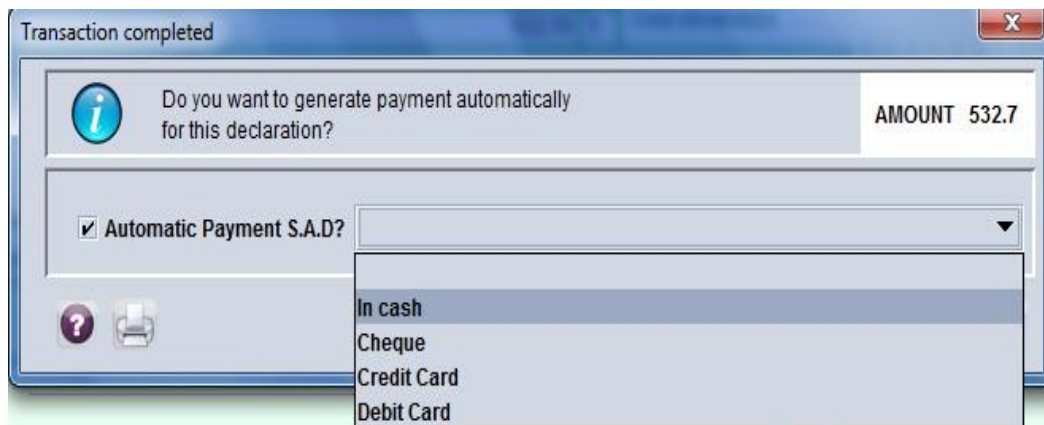 Transaction completed
Do you want to generate payment automatically
for this declaration?
AMOUNT 532.7
Automatic Payment S.A.D?
In cash
Cheque
Credit Card
Debit Card